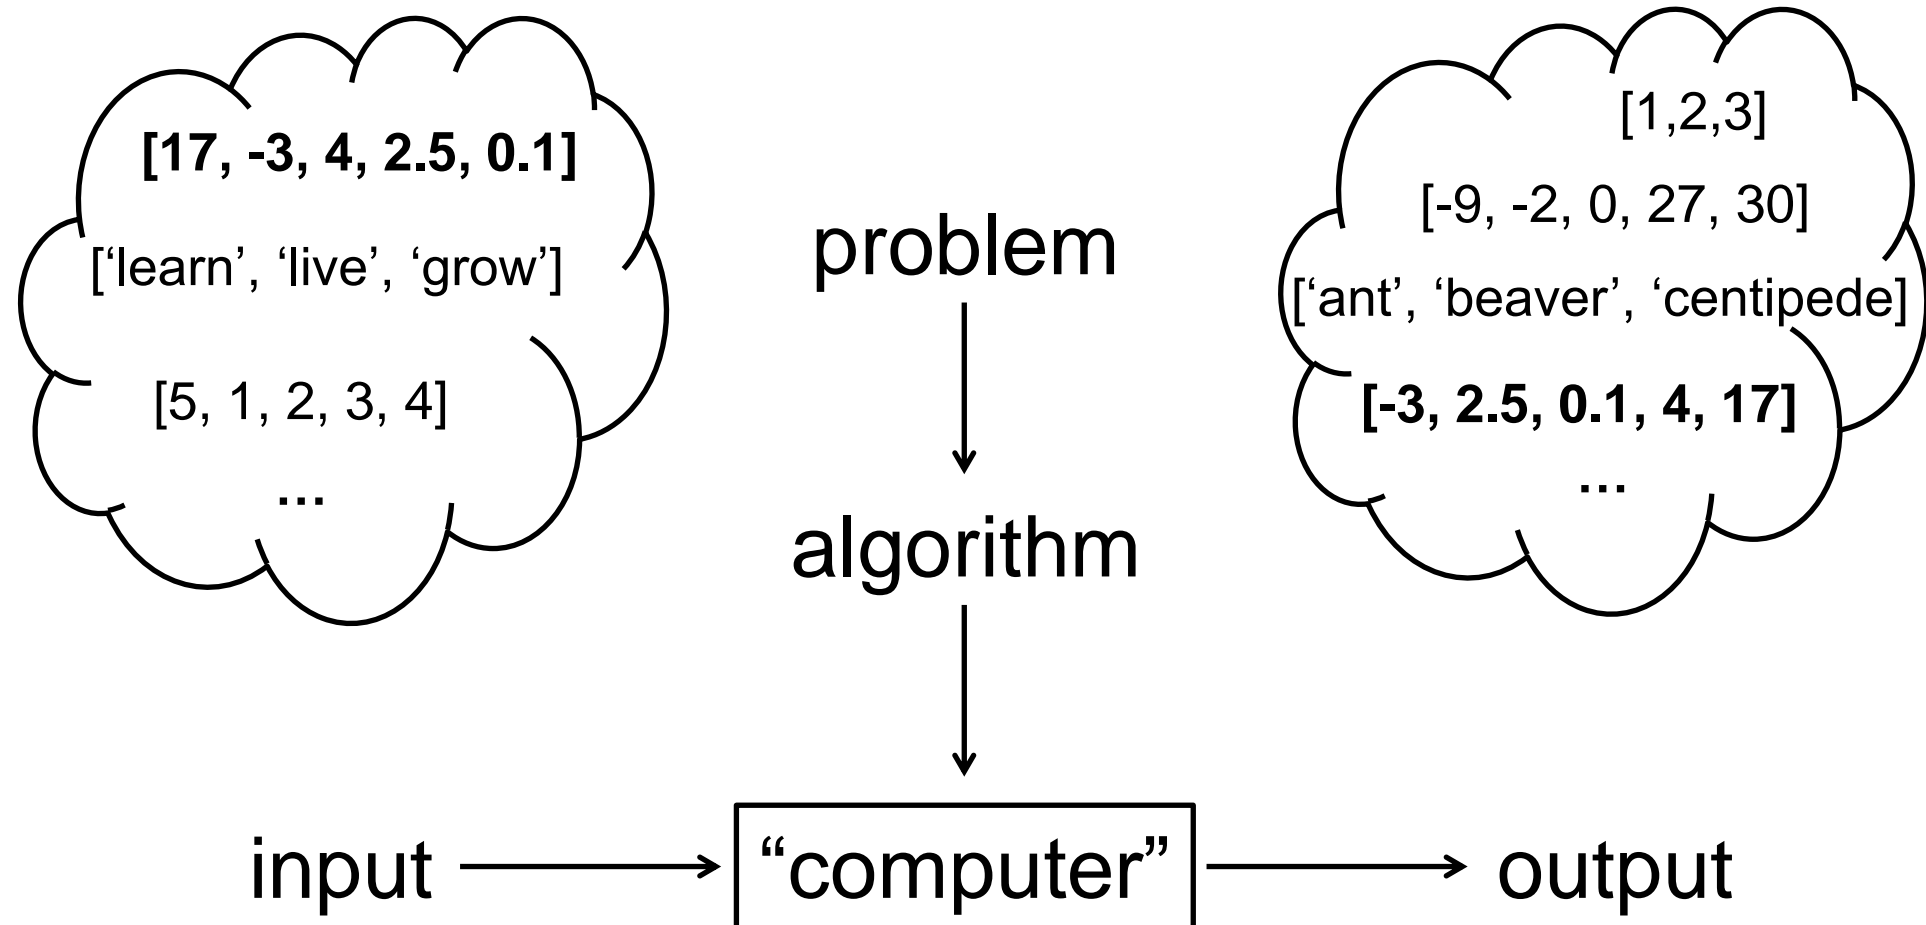 [17, -3, 4, 2.5, 0.1]
[‘learn’, ‘live’, ‘grow’]
[5, 1, 2, 3, 4]
...
problem
algorithm
[1,2,3]
[-9, -2, 0, 27, 30]
[‘ant’, ‘beaver’, ‘centipede]
[-3, 2.5, 0.1, 4, 17]
...
input
“computer”
output